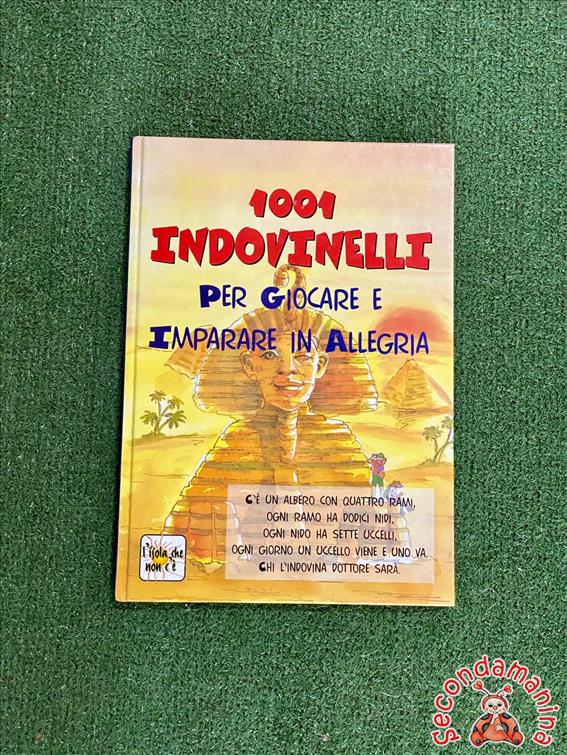 1001
INDOVINELLI
PER GIOCARE E
IMPARARE IN ALLEGRIA
C'È UN ALBERO CON QUATTRO RAMI,
OGNI RAMO HA DODICI NIDI,
OGNI NIDO HA SETTE UCCELLI,
OGNI GIORNO UN UCCELLO VIENE E UNO VA.
CHI L'INDOVINA DOTTORE SARÀ.
l'isola che
non c'è
Secondamanina